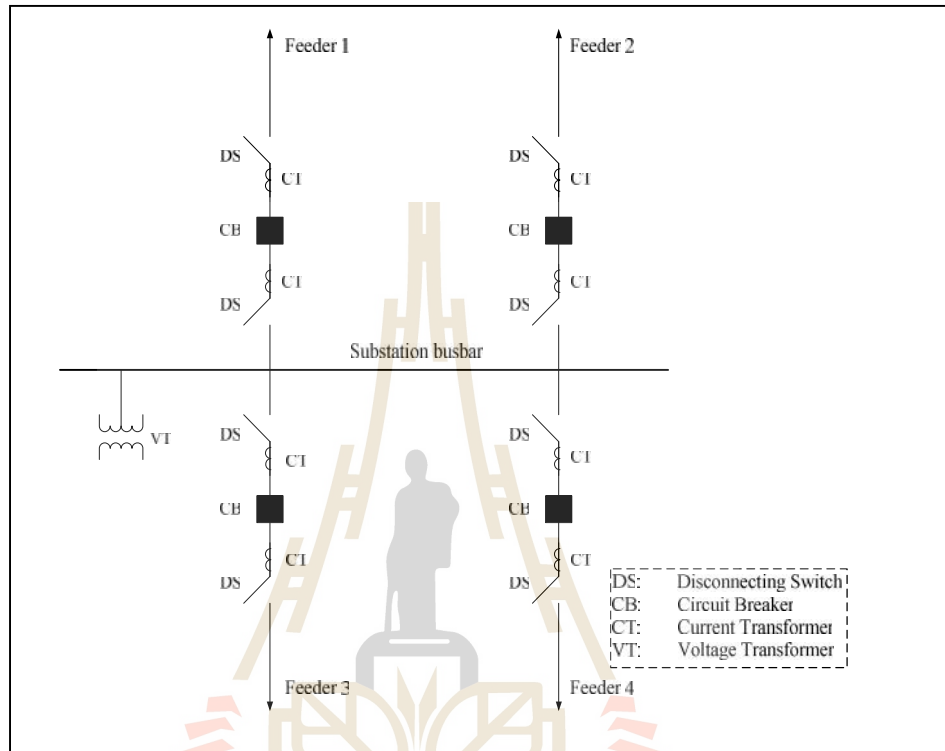 Feeder 1
Feeder 2
DS
DS
CT
CT
CB
CB
CT
CT
DS
DS
Substation busbar
VT
DS
DS
CT
CT
CB
CB
CT
CT
DS
DS
DS: Disconnecting Switch
CB: Circuit Breaker
CT: Current Transformer
VT: Voltage Transformer
Feeder 3
Feeder 4